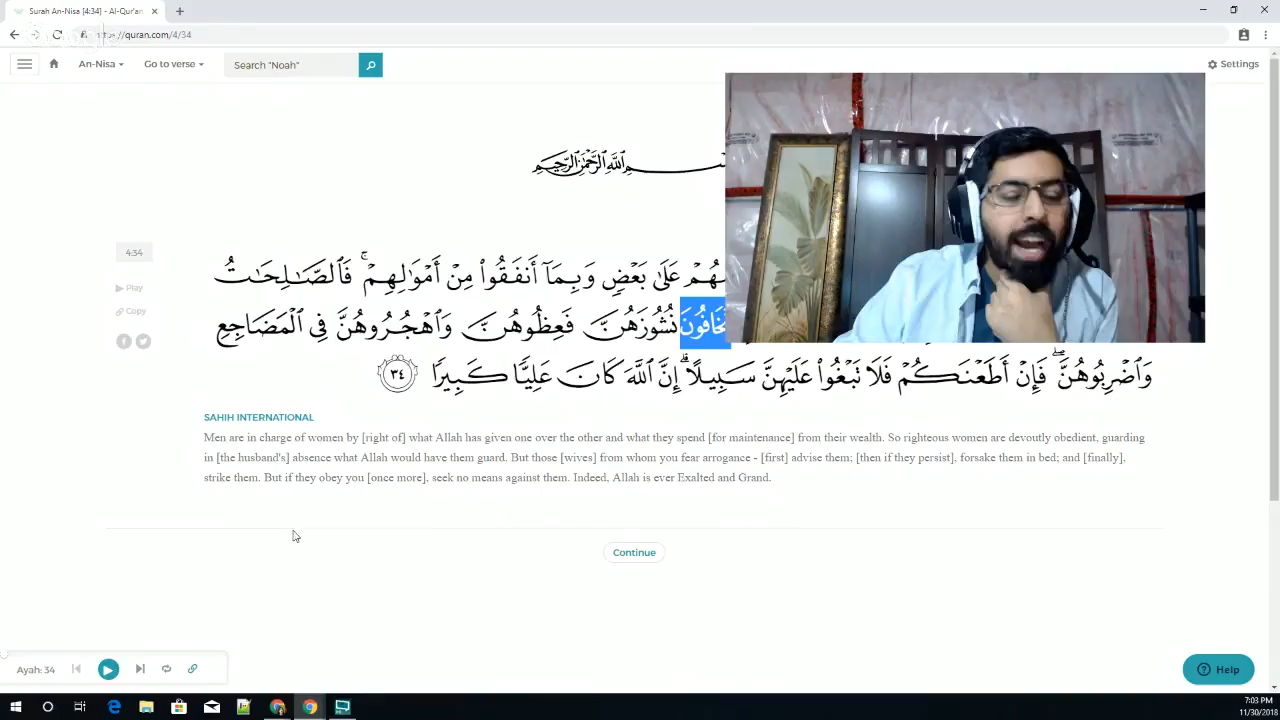 Surah An-Nisa [4:34] - Al-Qur'an
https://quran.com/4/34
An-Nisa
Go to verse
Search "Noah"
Settings
ـمِ ٱللَّهِ ٱلرَّحْمَٰنِ ٱلرَّحِيمِ
4:34
Play
Copy
عَلَىٰ بَعْضٍ وَبِمَآ أَنفَقُوا۟ مِنْ أَمْوَٰلِهِمْ ۚ فَٱلصَّـٰلِحَـٰتُ
تَخَافُونَ نُشُوزَهُنَّ فَعِظُوهُنَّ وَٱهْجُرُوهُنَّ فِى ٱلْمَضَاجِعِ
وَٱضْرِبُوهُنَّ ۖ فَإِنْ أَطَعْنَكُمْ فَلَا تَبْغُوا۟ عَلَيْهِنَّ سَبِيلًا ۗ إِنَّ ٱللَّهَ كَانَ عَلِيًّا كَبِيرًا ٣٤
SAHIH INTERNATIONAL
Men are in charge of women by [right of] what Allah has given one over the other and what they spend [for maintenance] from their wealth. So righteous women are devoutly obedient, guarding
in [the husband's] absence what Allah would have them guard. But those [wives] from whom you fear arrogance - [first] advise them; [then if they persist], forsake them in bed; and [finally],
strike them. But if they obey you [once more], seek no means against them. Indeed, Allah is ever Exalted and Grand.
Continue
Ayah: 34
Help
7:03 PM
11/30/2018